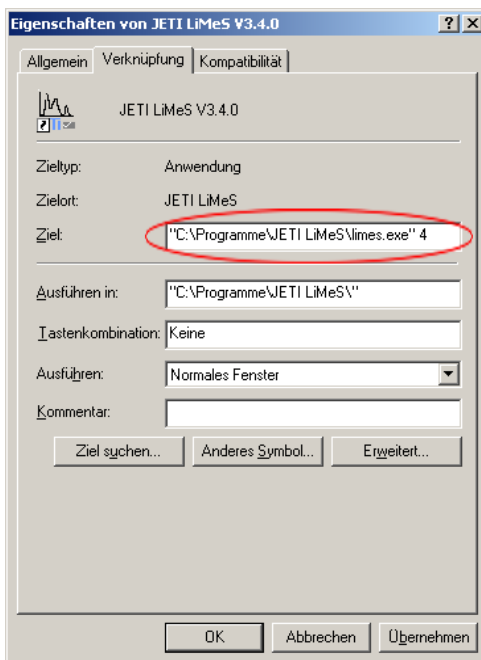 Eigenschaften von JETI LiMeS V3.4.0
Allgemein Verknüpfung Kompatibilität
JETI LiMeS V3.4.0
Zieltyp: Anwendung
Zielort: JETI LiMeS
Ziel: "C:\Programme\JETI LiMeS\limes.exe" 4
Ausführen in: "C:\Programme\JETI LiMeS\"
Tastenkombination: Keine
Ausführen: Normales Fenster
Kommentar:
Ziel suchen... Anderes Symbol... Erweitert...
OK Abbrechen Übernehmen